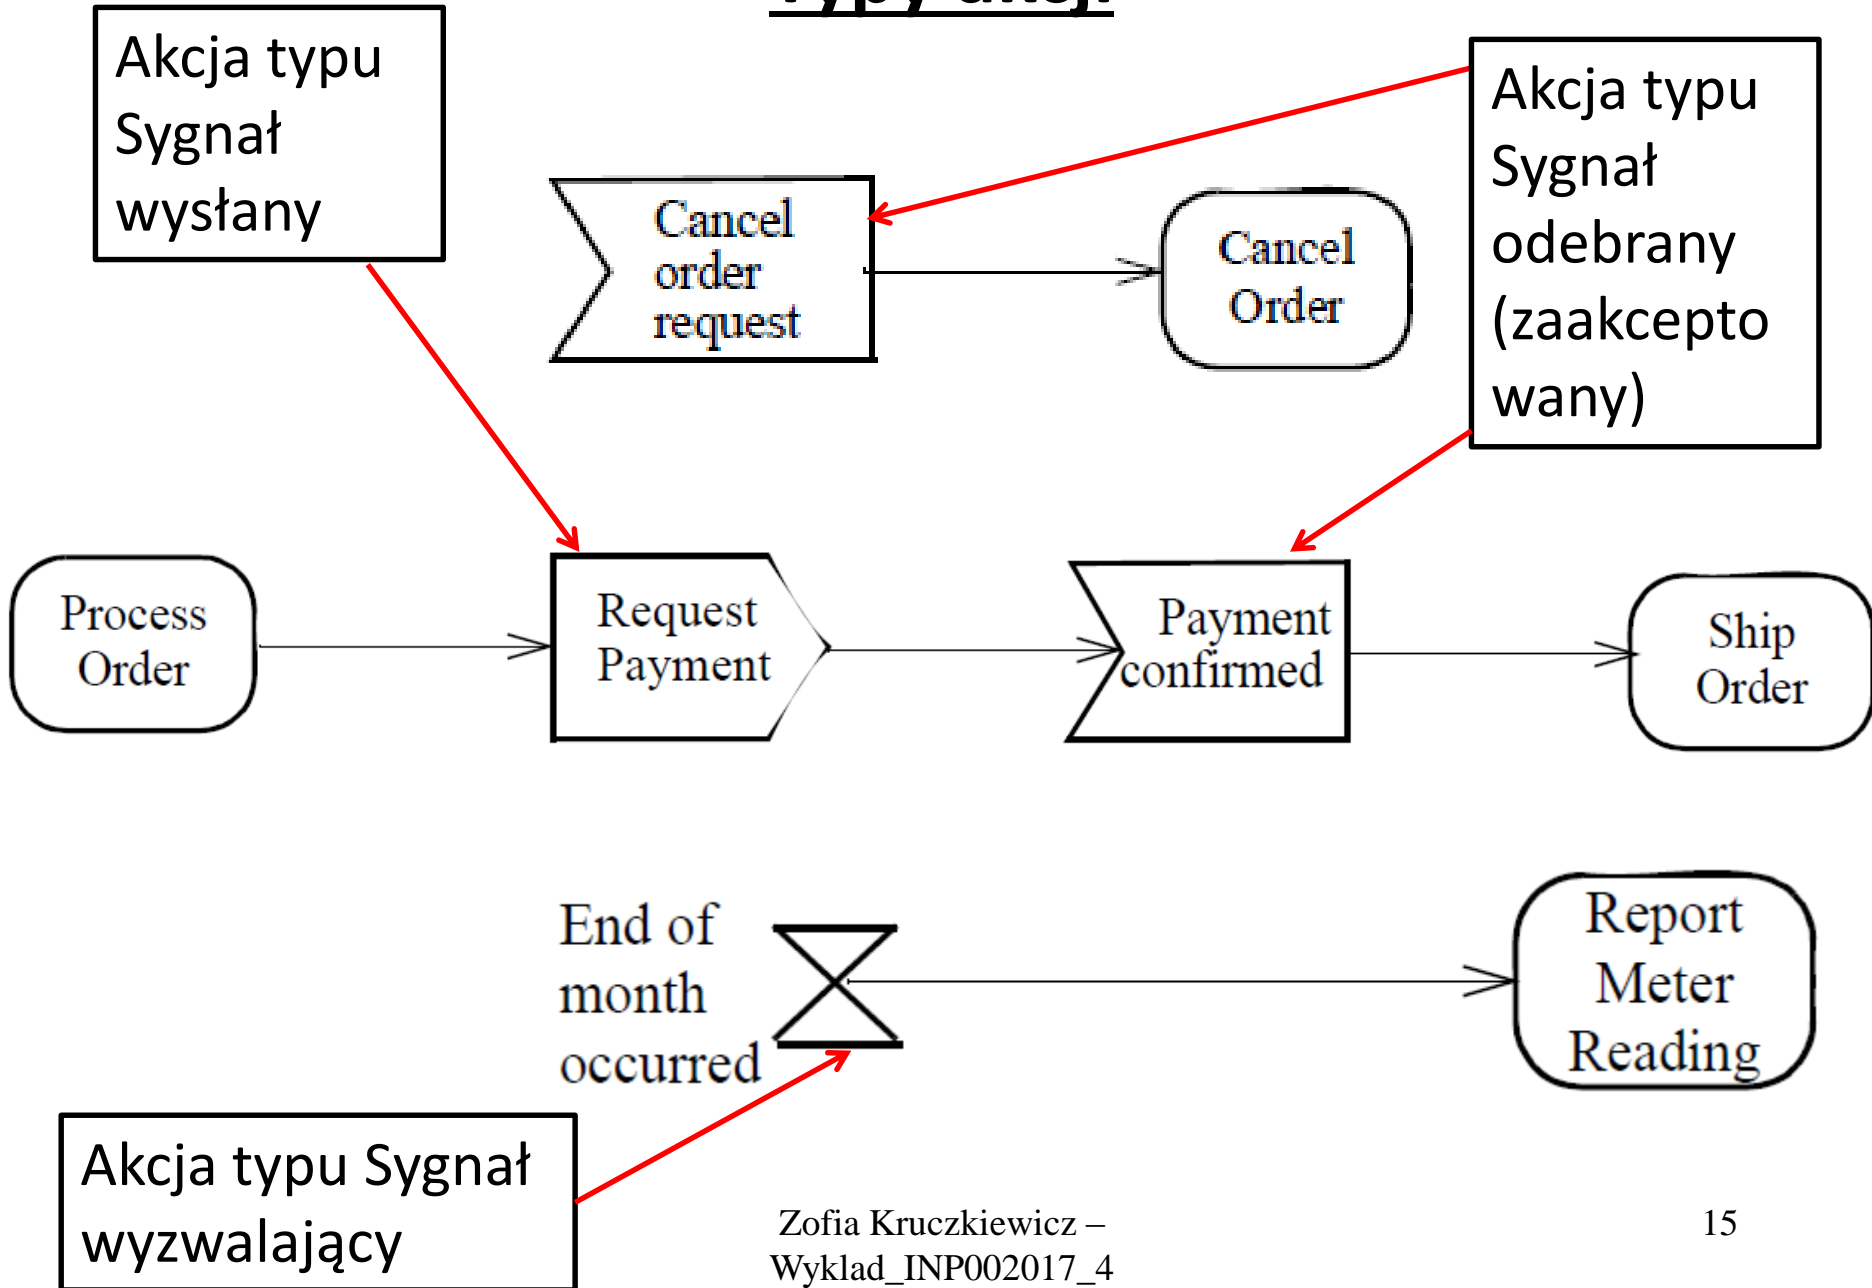 Typy akcji
Akcja typu
Sygnał
wysłany
Akcja typu
Sygnał
odebrany
(zaakcepto
wany)
Cancel
order
request
Cancel
Order
Process
Order
Request
Payment
Payment
confirmed
Ship
Order
End of
month
occurred
Report
Meter
Reading
Akcja typu Sygnał
wyzwalający
Zofia Kruczkiewicz –
Wyklad_INP002017_4
15